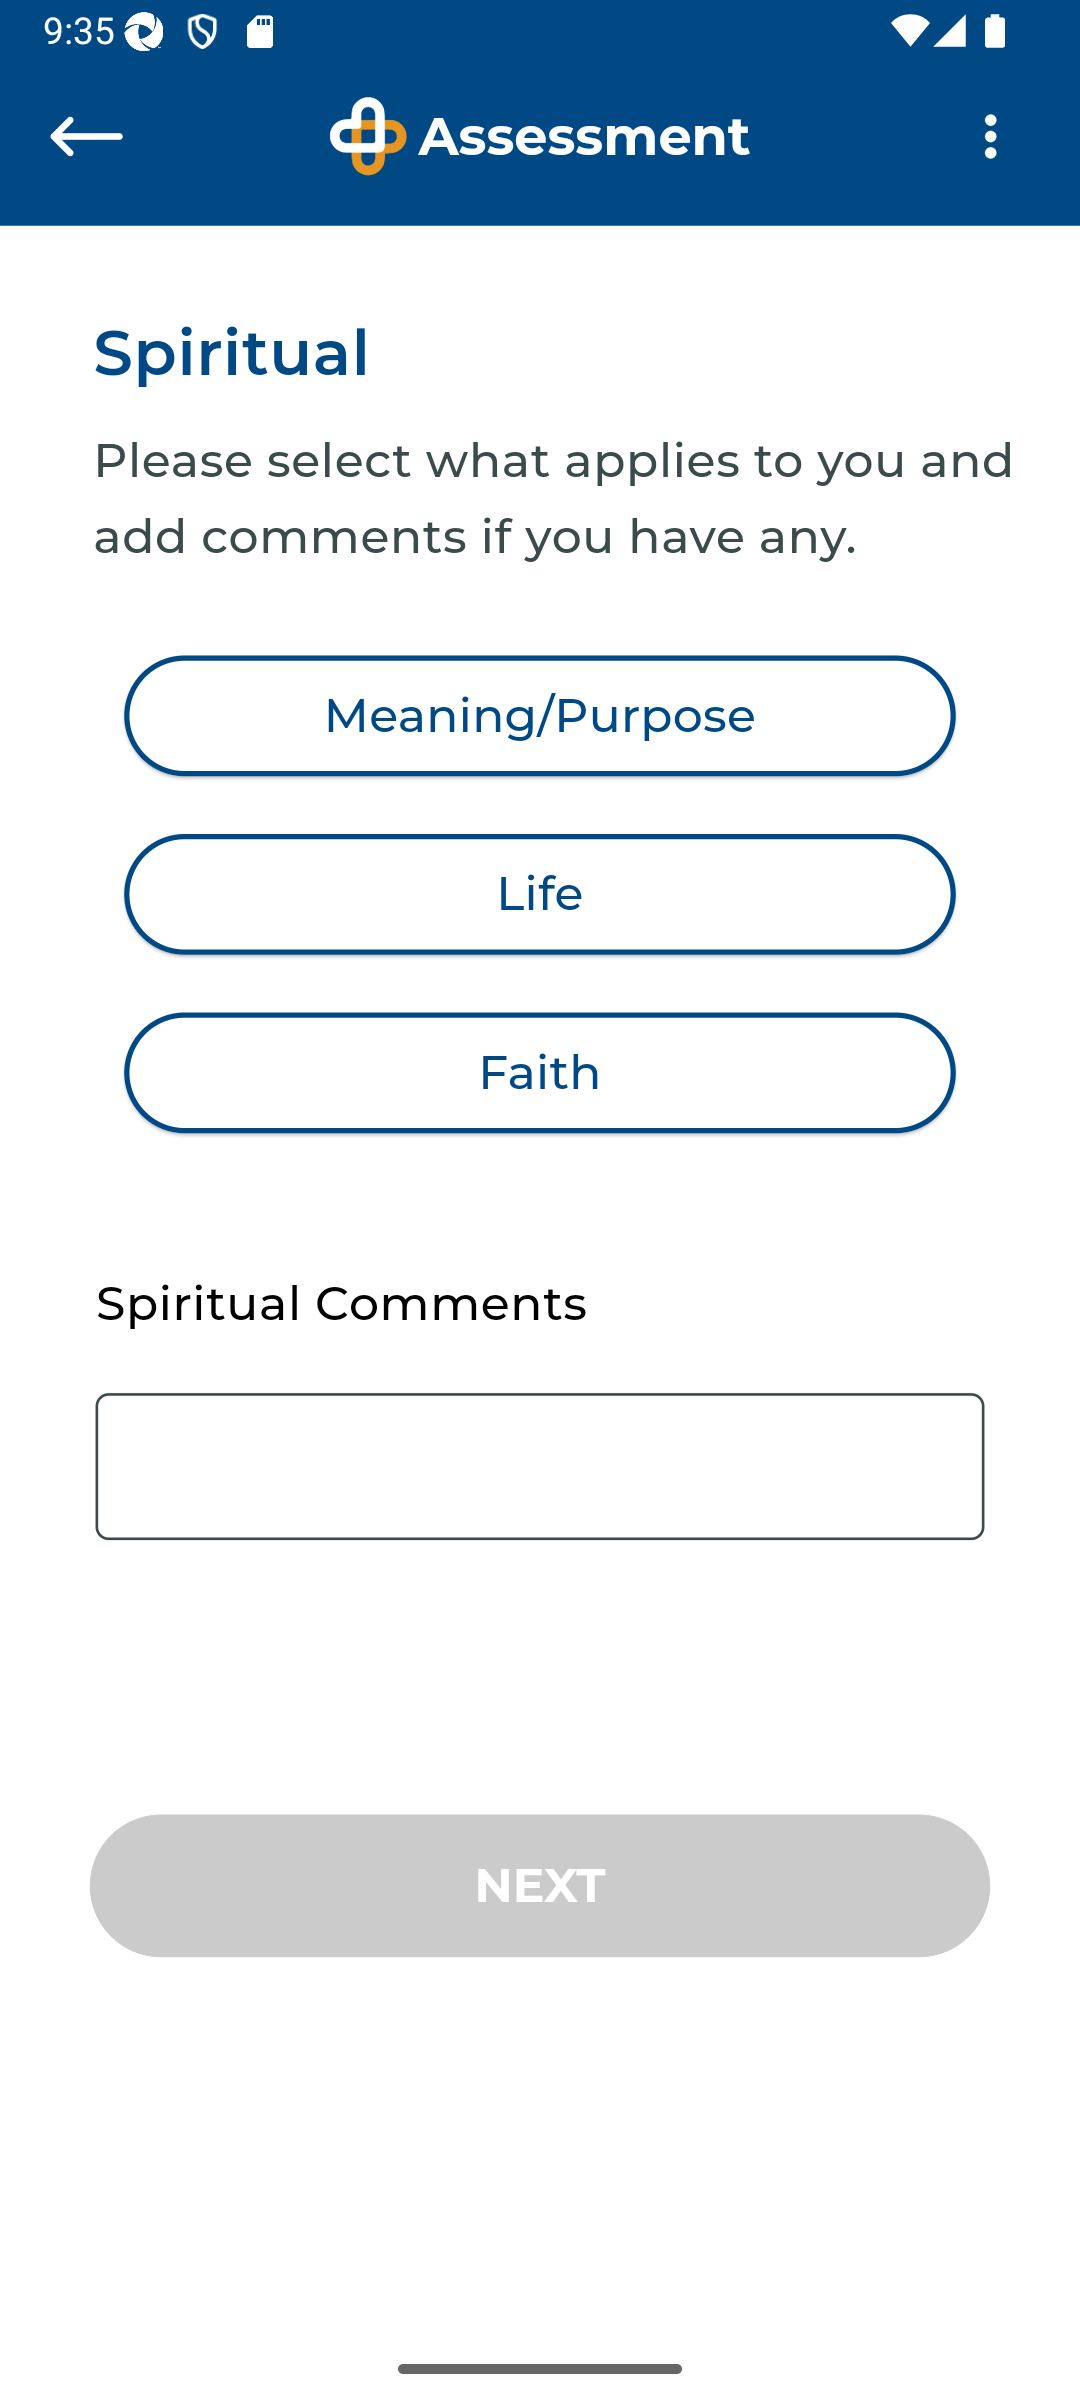 9:35
Assessment
Spiritual
Please select what applies to you and
add comments if you have any.
Meaning/Purpose
Life
Faith
Spiritual Comments
NEXT